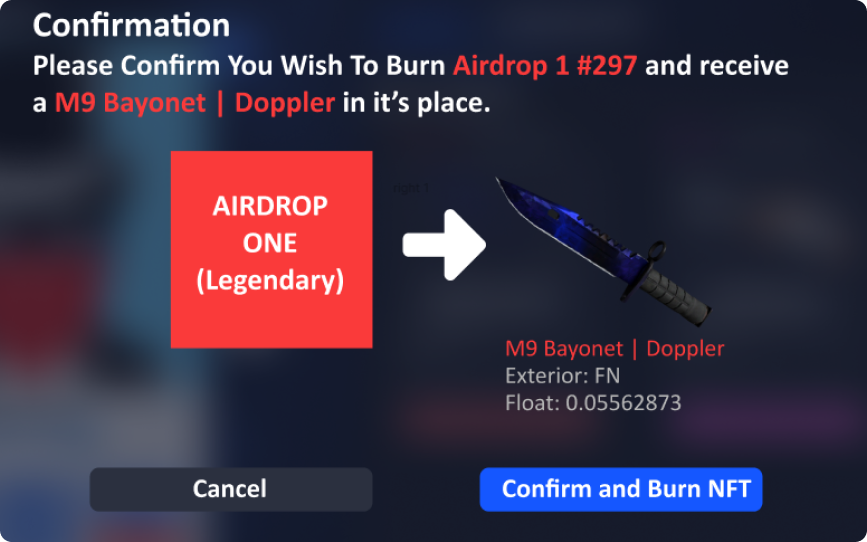 Confirmation
Please Confirm You Wish To Burn Airdrop 1 #297 and receive
a M9 Bayonet | Doppler in it’s place.
AIRDROP
ONE
(Legendary)
M9 Bayonet | Doppler
Exterior: FN
Float: 0.05562873
Cancel
Confirm and Burn NFT